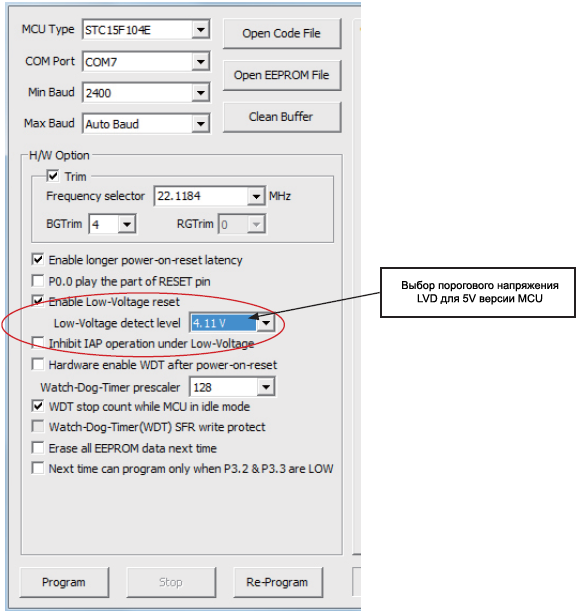 MCU Type STC15F104E Open Code File
COM Port COM7
Open EEPROM File
Min Baud 2400
Clean Buffer
Max Baud Auto Baud
H/W Option
Trim
Frequency selector 22.1184 MHz
BGTrim 4 RGTrim 0
Enable longer power-on-reset latency
P0.0 play the part of RESET pin
Enable Low-Voltage reset
Low-Voltage detect level 4.11 V
Inhibit IAP operation under Low-Voltage
Hardware enable WDT after power-on-reset
Watch-Dog-Timer prescaler 128
WDT stop count while MCU in idle mode
Watch-Dog-Timer(WDT) SFR write protect
Erase all EEPROM data next time
Next time can program only when P3.2 & P3.3 are LOW
Program Stop Re-Program
Выбор порогового напряжения
LVD для 5V версии MCU